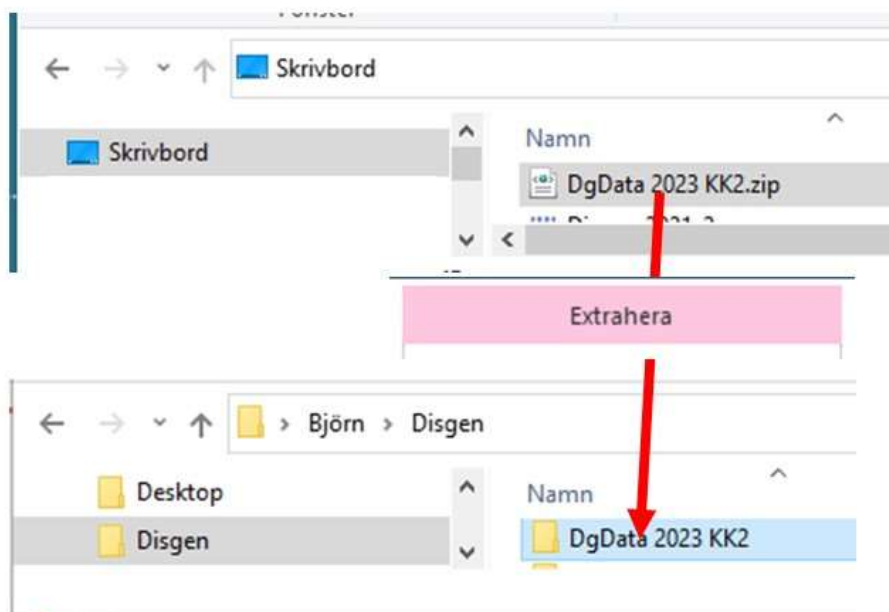 Skrivbord
Skrivbord
Namn
DgData 2023 KK2.zip
Extrahera
Björn > Disgen
Desktop
Disgen
Namn
DgData 2023 KK2